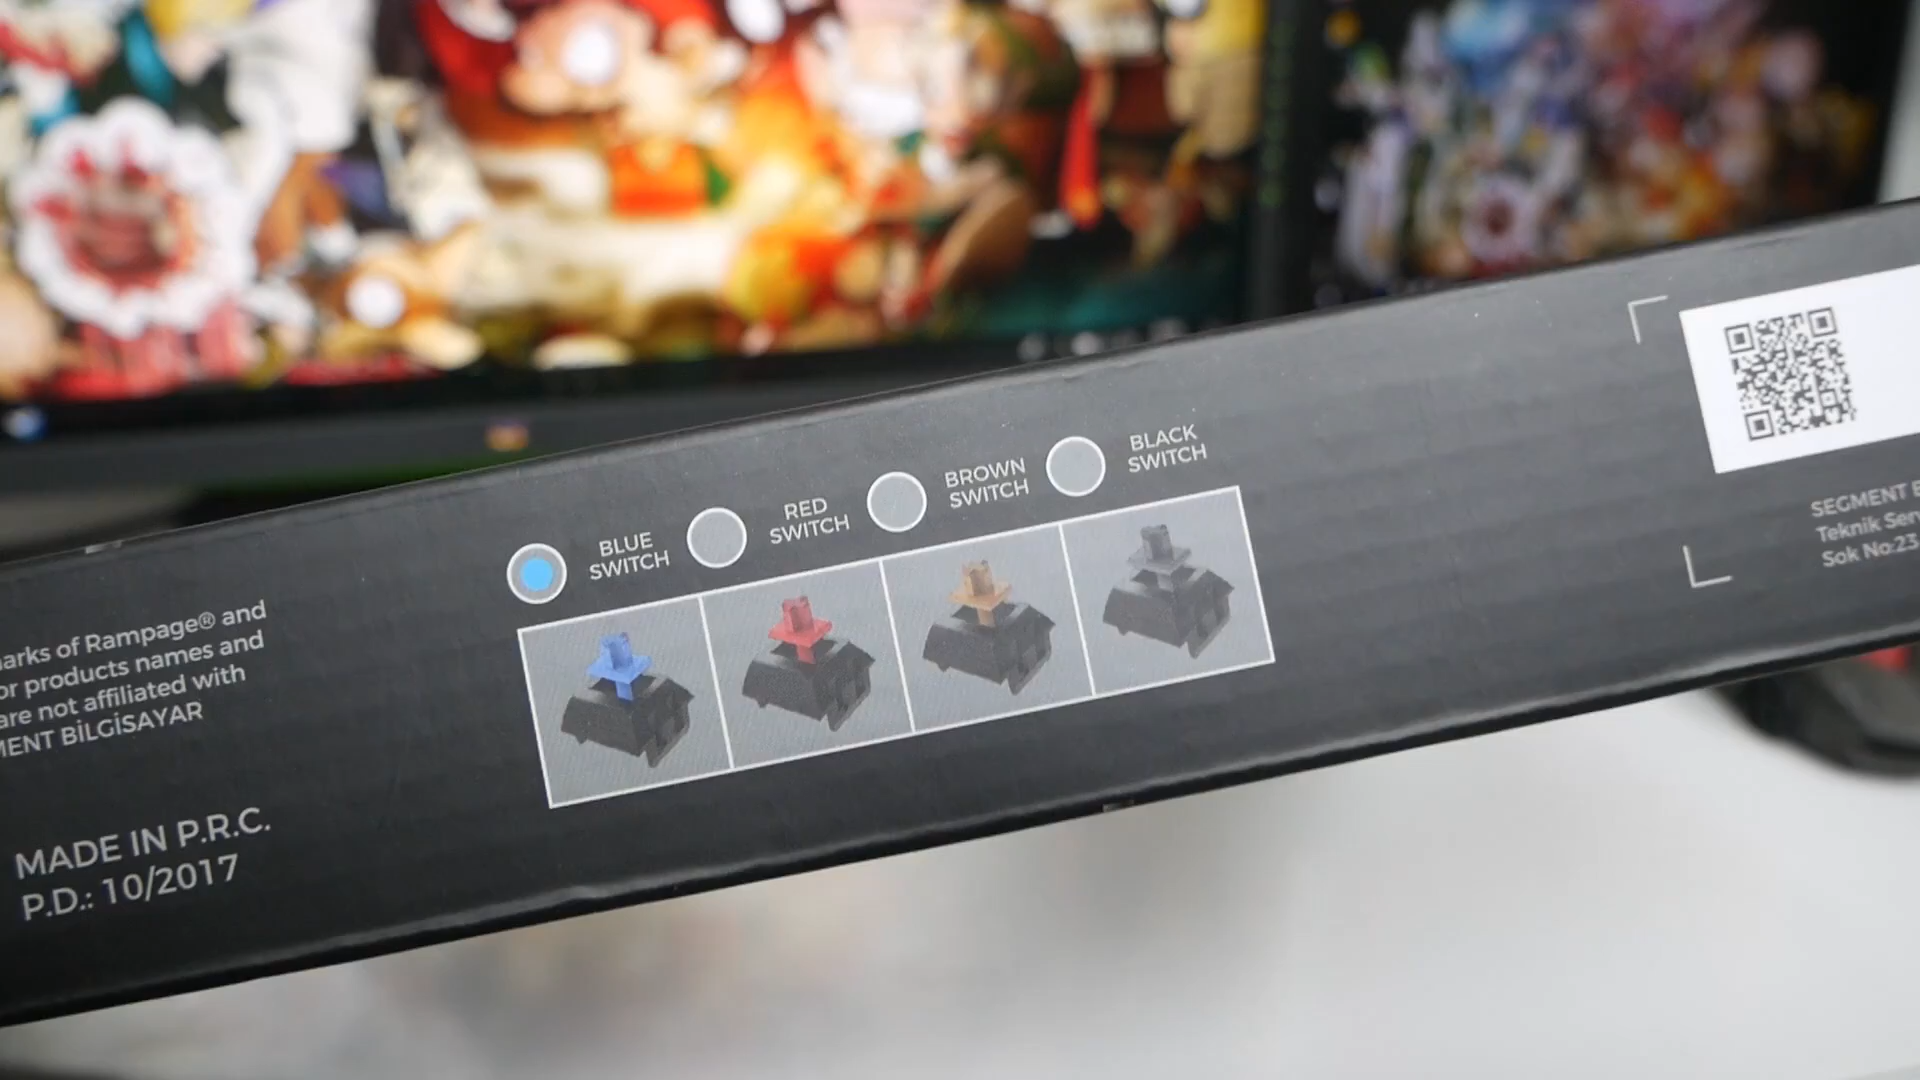 arks of Rampage® and
or products names and
are not affiliated with
MENT BİLGİSAYAR
MADE IN P.R.C.
P.D.: 10/2017
BLUE
SWITCH
RED
SWITCH
BROWN
SWITCH
BLACK
SWITCH
SEGMENT
Teknik Ser
Sok No:23